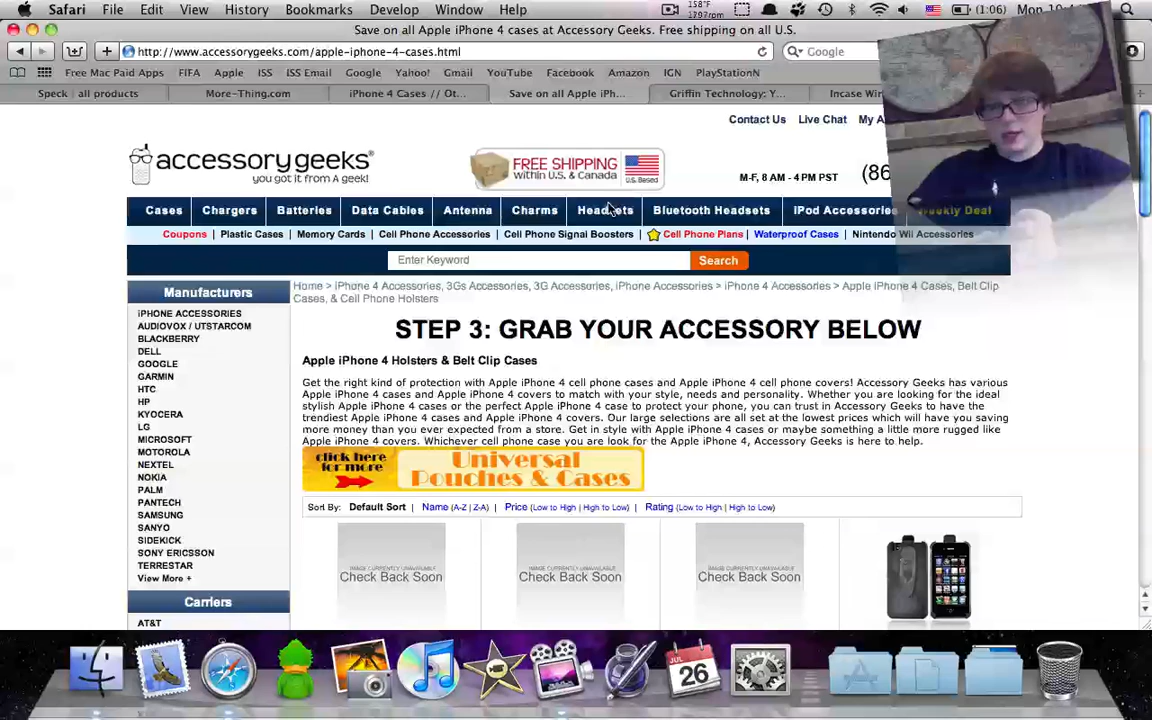 Safari File Edit View History Bookmarks Develop Window Help 158°F 1797rpm (1:06) Mon
Save on all Apple iPhone 4 cases at Accessory Geeks. Free shipping on all U.S.
http://www.accessorygeeks.com/apple-iphone-4-cases.html Google
Free Mac Paid Apps FIFA Apple ISS ISS Email Google Yahoo! Gmail YouTube Facebook Amazon IGN PlayStationN
Speck | all products More-Thing.com iPhone 4 Cases // Ot... Save on all Apple iPh... Griffin Technology: Y... Incase
Contact Us Live Chat My
accessorygeeks
you got it from A geek!
FREE SHIPPING
within U.S. & Canada
U.S. Based
M-F, 8 AM - 4 PM PST (86
Cases Chargers Batteries Data Cables Antenna Charms Headsets Bluetooth Headsets iPod Accessories Weekly Deal
Coupons Plastic Cases Memory Cards Cell Phone Accessories Cell Phone Signal Boosters Cell Phone Plans Waterproof Cases Nintendo Wii Accessories
Enter Keyword Search
Manufacturers
iPHONE ACCESSORIES
AUDIOVOX / UTSTARCOM
BLACKBERRY
DELL
GOOGLE
GARMIN
HTC
HP
KYOCERA
LG
MICROSOFT
MOTOROLA
NEXTEL
NOKIA
PALM
PANTECH
SAMSUNG
SANYO
SIDEKICK
SONY ERICSSON
TERRESTAR
View More +
Carriers
AT&T
Home > iPhone 4 Accessories, 3Gs Accessories, 3G Accessories, iPhone Accessories > iPhone 4 Accessories > Apple iPhone 4 Cases, Belt Clip
Cases, & Cell Phone Holsters
STEP 3: GRAB YOUR ACCESSORY BELOW
Apple iPhone 4 Holsters & Belt Clip Cases
Get the right kind of protection with Apple iPhone 4 cell phone cases and Apple iPhone 4 cell phone covers! Accessory Geeks has various
Apple iPhone 4 cases and Apple iPhone 4 covers to match with your style, needs and personality. Whether you are looking for the ideal
stylish Apple iPhone 4 cases or the perfect Apple iPhone 4 case to protect your phone, you can trust in Accessory Geeks to have the
trendiest Apple iPhone 4 cases and Apple iPhone 4 covers. Our large selections are all set at the lowest prices which will have you saving
more money than you ever expected from a store. Get in style with Apple iPhone 4 cases or maybe something a little more rugged like
Apple iPhone 4 covers. Whichever cell phone case you are look for the Apple iPhone 4, Accessory Geeks is here to help.
click here
for more
Universal
Pouches & Cases
Sort By: Default Sort | Name (A-Z | Z-A) | Price (Low to High | High to Low) | Rating (Low to High | High to Low)
IMAGE CURRENTLY UNAVAILABLE IMAGE CURRENTLY UNAVAILABLE IMAGE CURRENTLY UNAVAILABLE
Check Back Soon Check Back Soon Check Back Soon
JUL
26